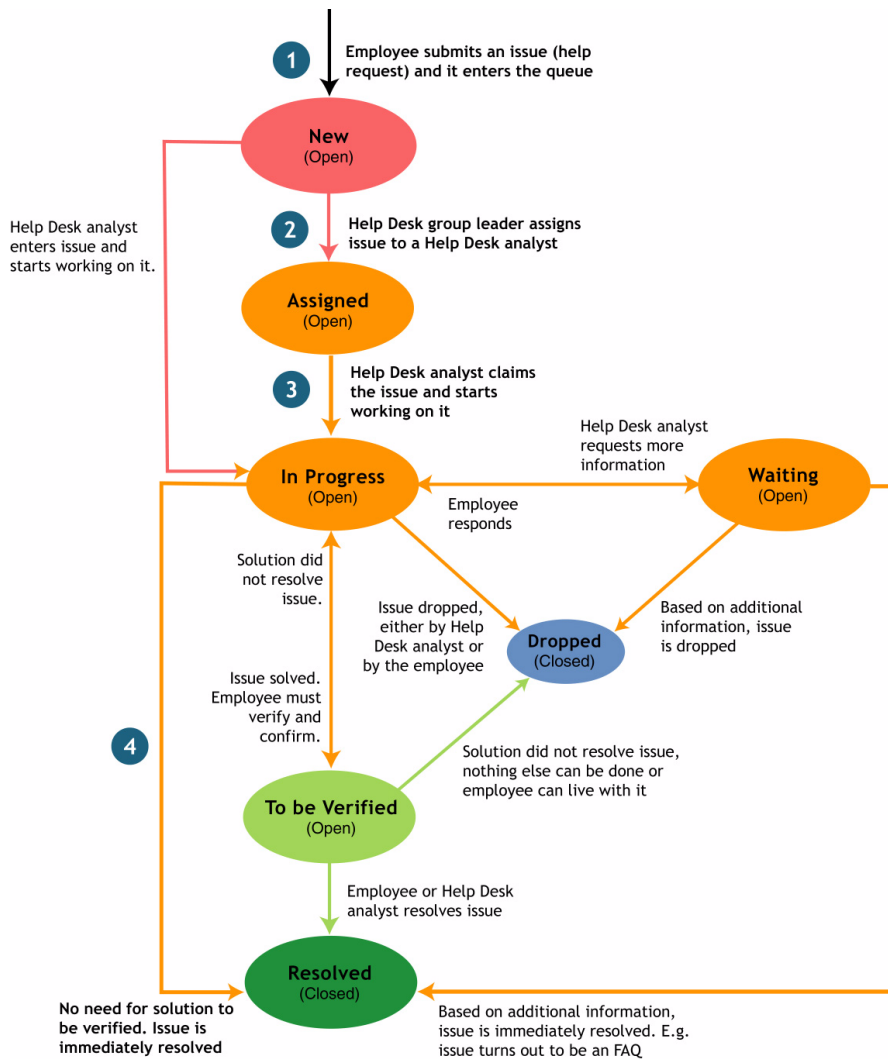 1
Employee submits an issue (help
request) and it enters the queue
New
(Open)
Help Desk analyst
enters issue and
starts working on it.
2
Help Desk group leader assigns
issue to a Help Desk analyst
Assigned
(Open)
3
Help Desk analyst claims
the issue and starts
working on it
Help Desk analyst
requests more
information
In Progress
(Open)
Waiting
(Open)
Employee
responds
Solution did
not resolve
issue.
Issue dropped,
either by Help
Desk analyst or
by the employee
Dropped
(Closed)
Based on additional
information, issue
is dropped
Issue solved.
Employee must
verify and
confirm.
4
Solution did not resolve issue,
nothing else can be done or
employee can live with it
To be Verified
(Open)
Employee or Help Desk
analyst resolves issue
Resolved
(Closed)
No need for solution to
be verified. Issue is
immediately resolved
Based on additional information,
issue is immediately resolved. E.g.
issue turns out to be an FAQ